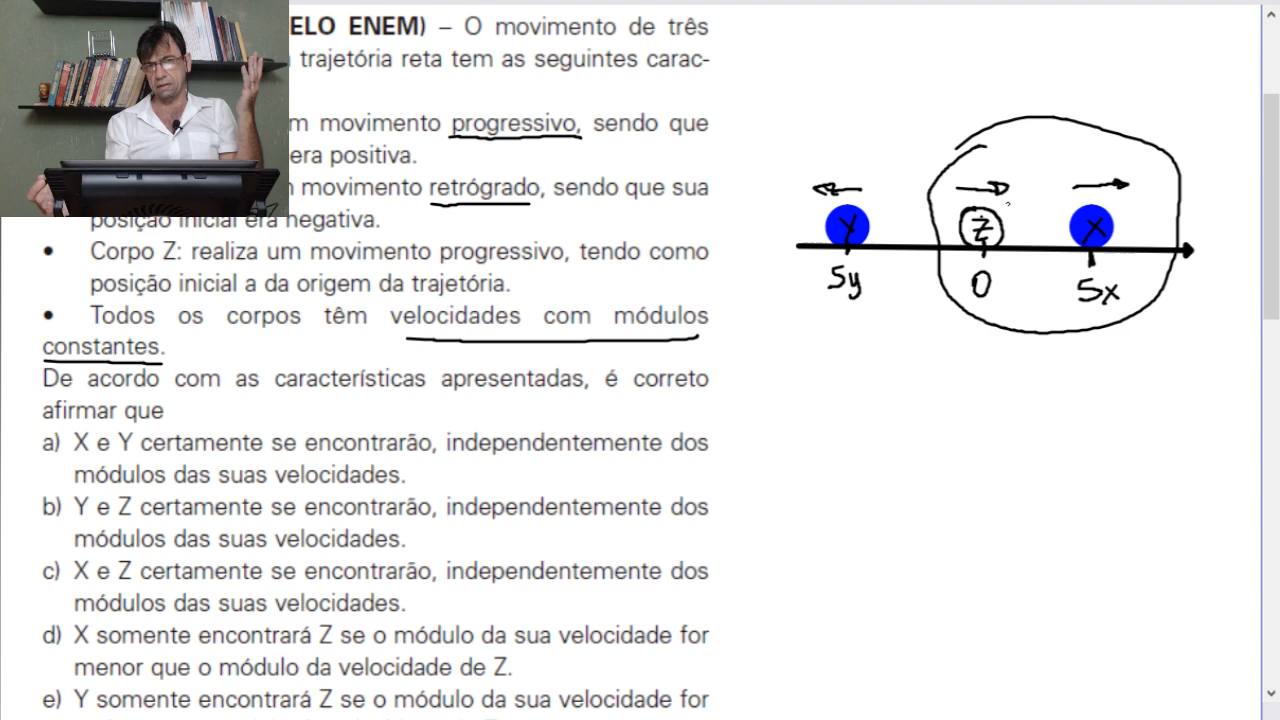 ELO ENEM) – O movimento de três
trajetória reta tem as seguintes carac-
m movimento progressivo, sendo que
era positiva.
movimento retrógrado, sendo que sua
posição inicial era negativa.
• Corpo Z: realiza um movimento progressivo, tendo como
posição inicial a da origem da trajetória.
• Todos os corpos têm velocidades com módulos
constantes.
De acordo com as características apresentadas, é correto
afirmar que
a) X e Y certamente se encontrarão, independentemente dos
módulos das suas velocidades.
b) Y e Z certamente se encontrarão, independentemente dos
módulos das suas velocidades.
c) X e Z certamente se encontrarão, independentemente dos
módulos das suas velocidades.
d) X somente encontrará Z se o módulo da sua velocidade for
menor que o módulo da velocidade de Z.
e) Y somente encontrará Z se o módulo da sua velocidade for
Y Z X
Sy 0 Sx